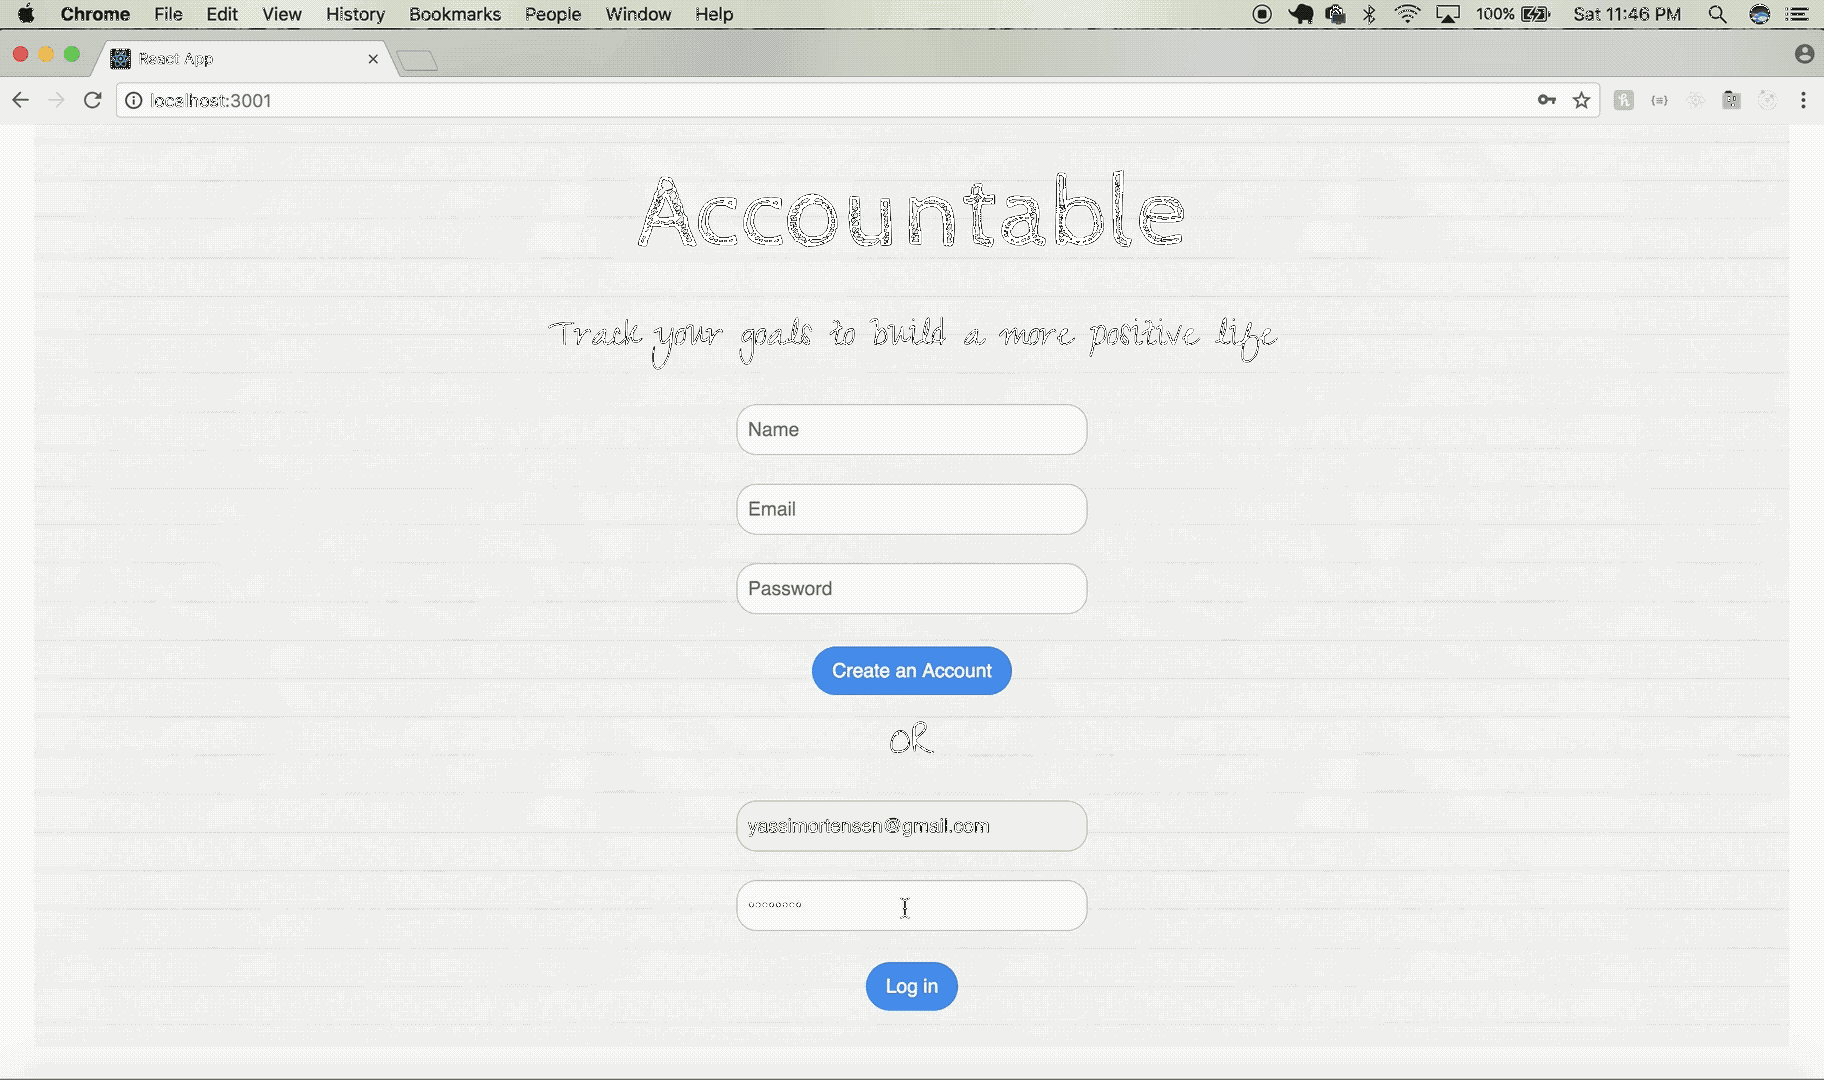 Chrome File Edit View History Bookmarks People Window Help 100% Sat 11:46 PM
React App
localhost:3001
Accountable
Track your goals to build a more positive life
Name
Email
Password
Create an Account
OR
yassimortensen@gmail.com
Log in